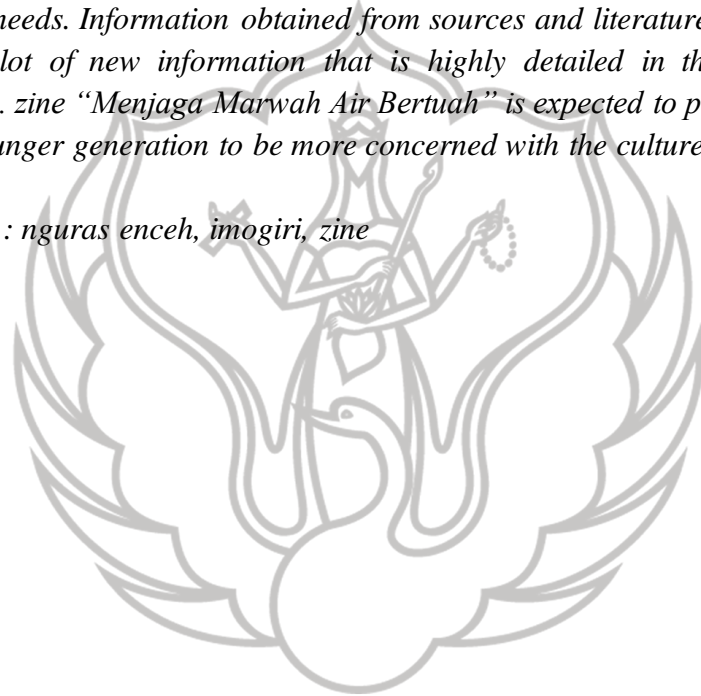 needs. Information obtained from sources and literature
lot of new information that is highly detailed in th
. zine “Menjaga Marwah Air Bertuah” is expected to p
unger generation to be more concerned with the culture
: nguras enceh, imogiri, zine